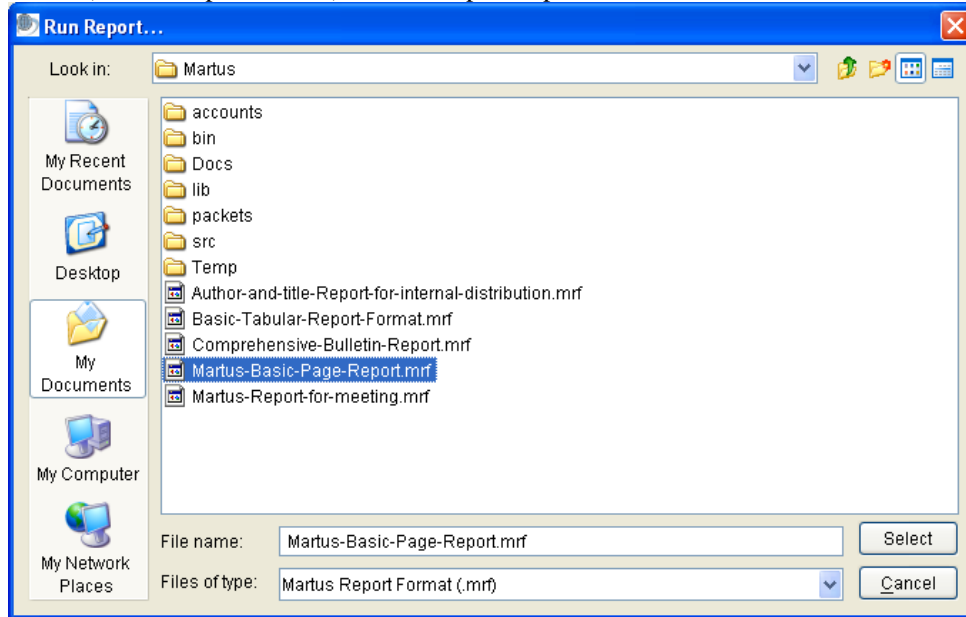 Run Report...
Look in:
Martus
My Recent
Documents
Desktop
My
Documents
My Computer
My Network
Places
accounts
bin
Docs
lib
packets
src
Temp
Author-and-title-Report-for-internal-distribution.mrf
Basic-Tabular-Report-Format.mrf
Comprehensive-Bulletin-Report.mrf
Martus-Basic-Page-Report.mrf
Martus-Report-for-meeting.mrf
File name:
Martus-Basic-Page-Report.mrf
Select
Files of type:
Martus Report Format (.mrf)
Cancel